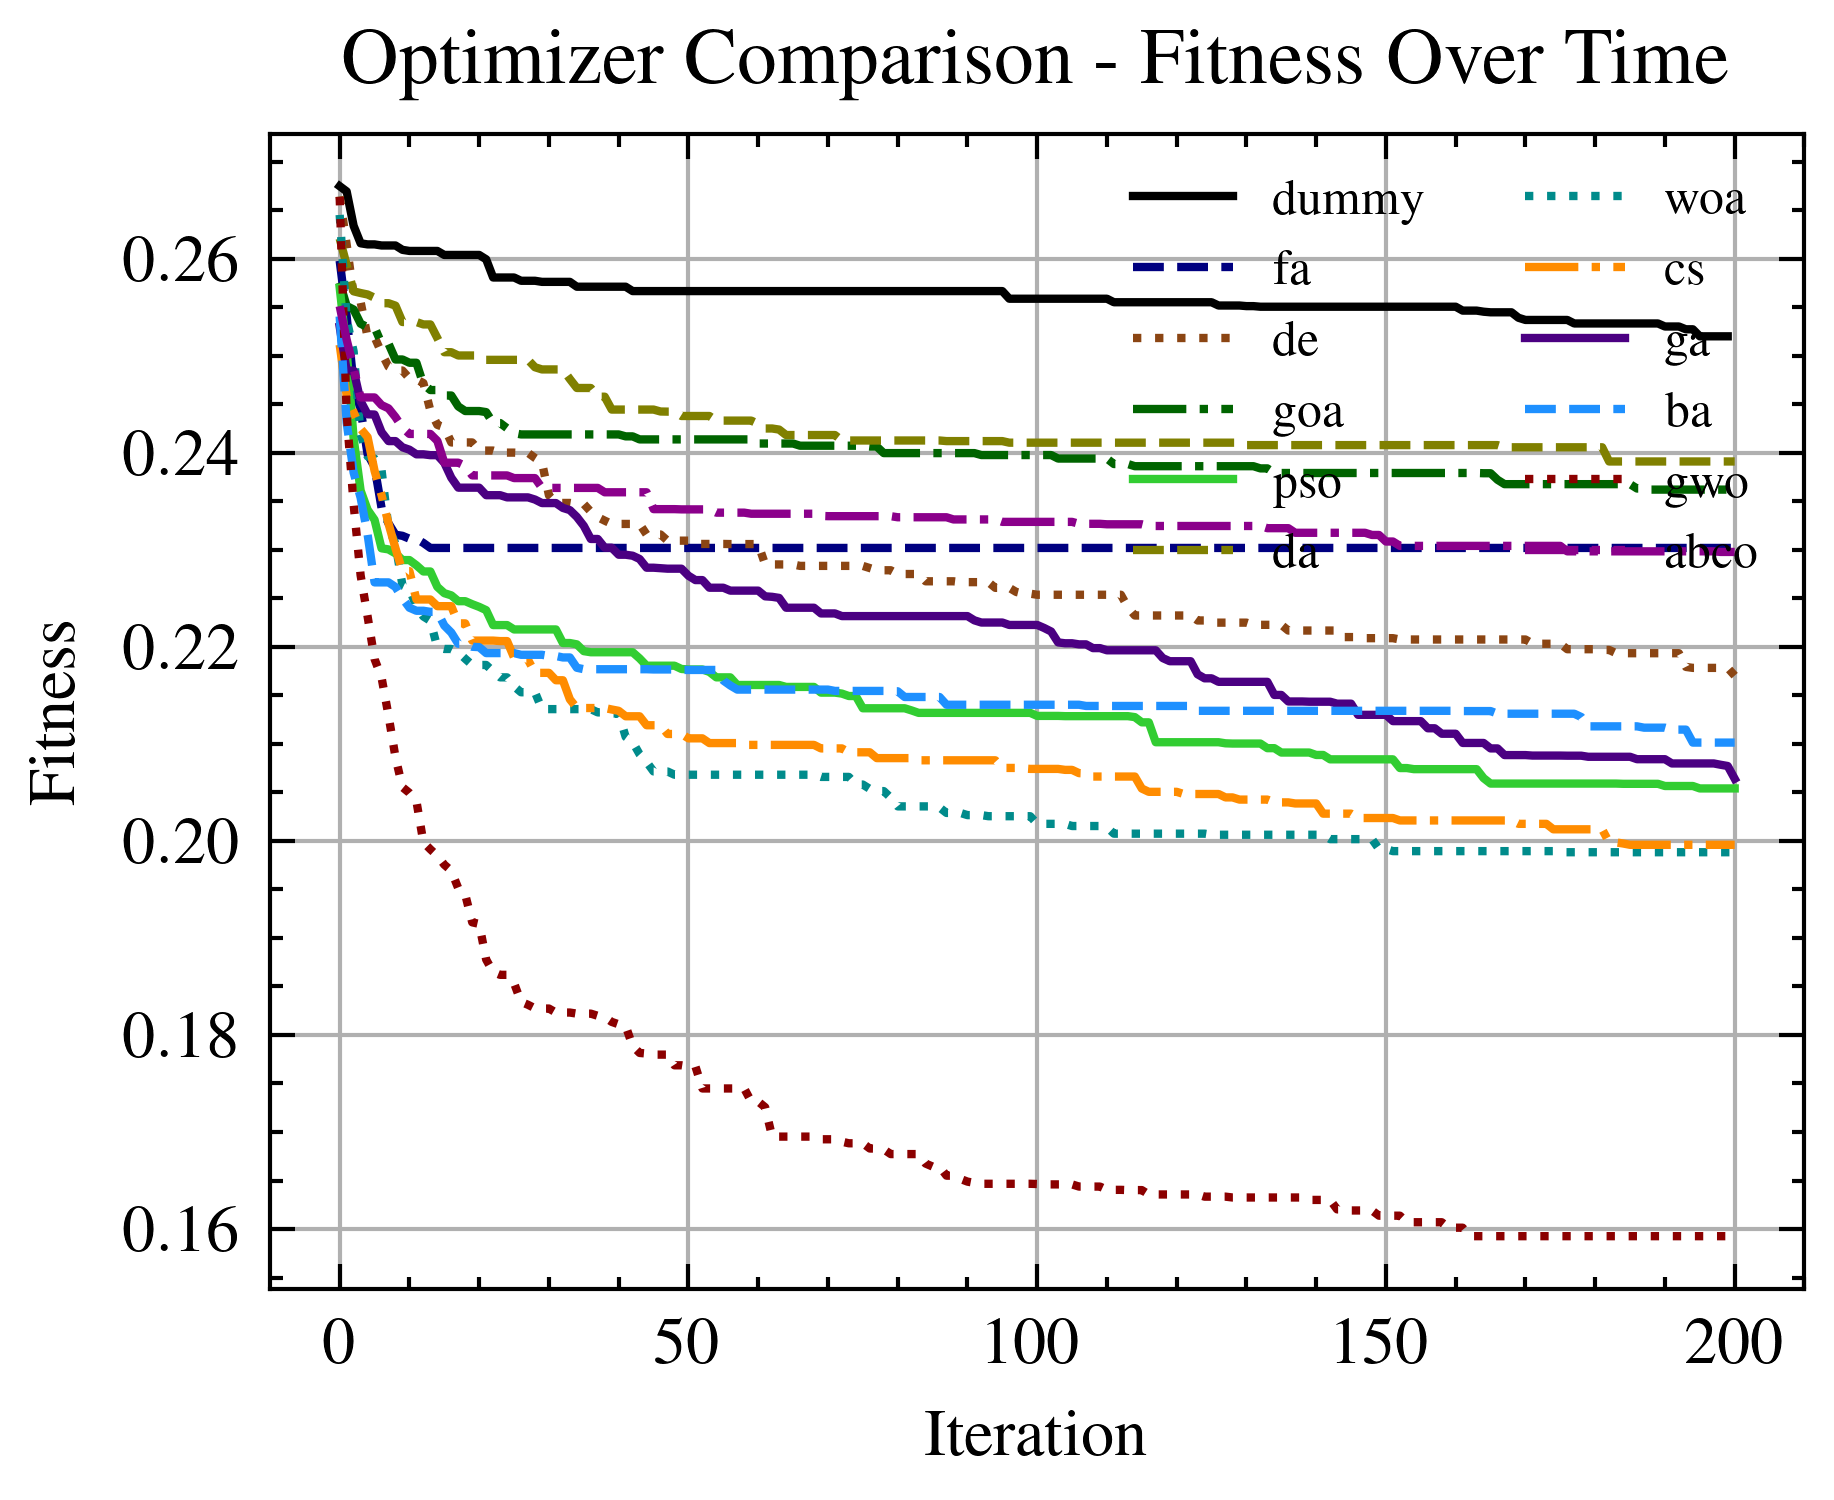 Optimizer Comparison - Fitness Over Time
0.26
0.24
0.22
0.20
0.18
0.16
Fitness
dummy
fa
de
goa
pso
da
woa
cs
ga
ba
gwo
abco
0
50
100
150
200
Iteration